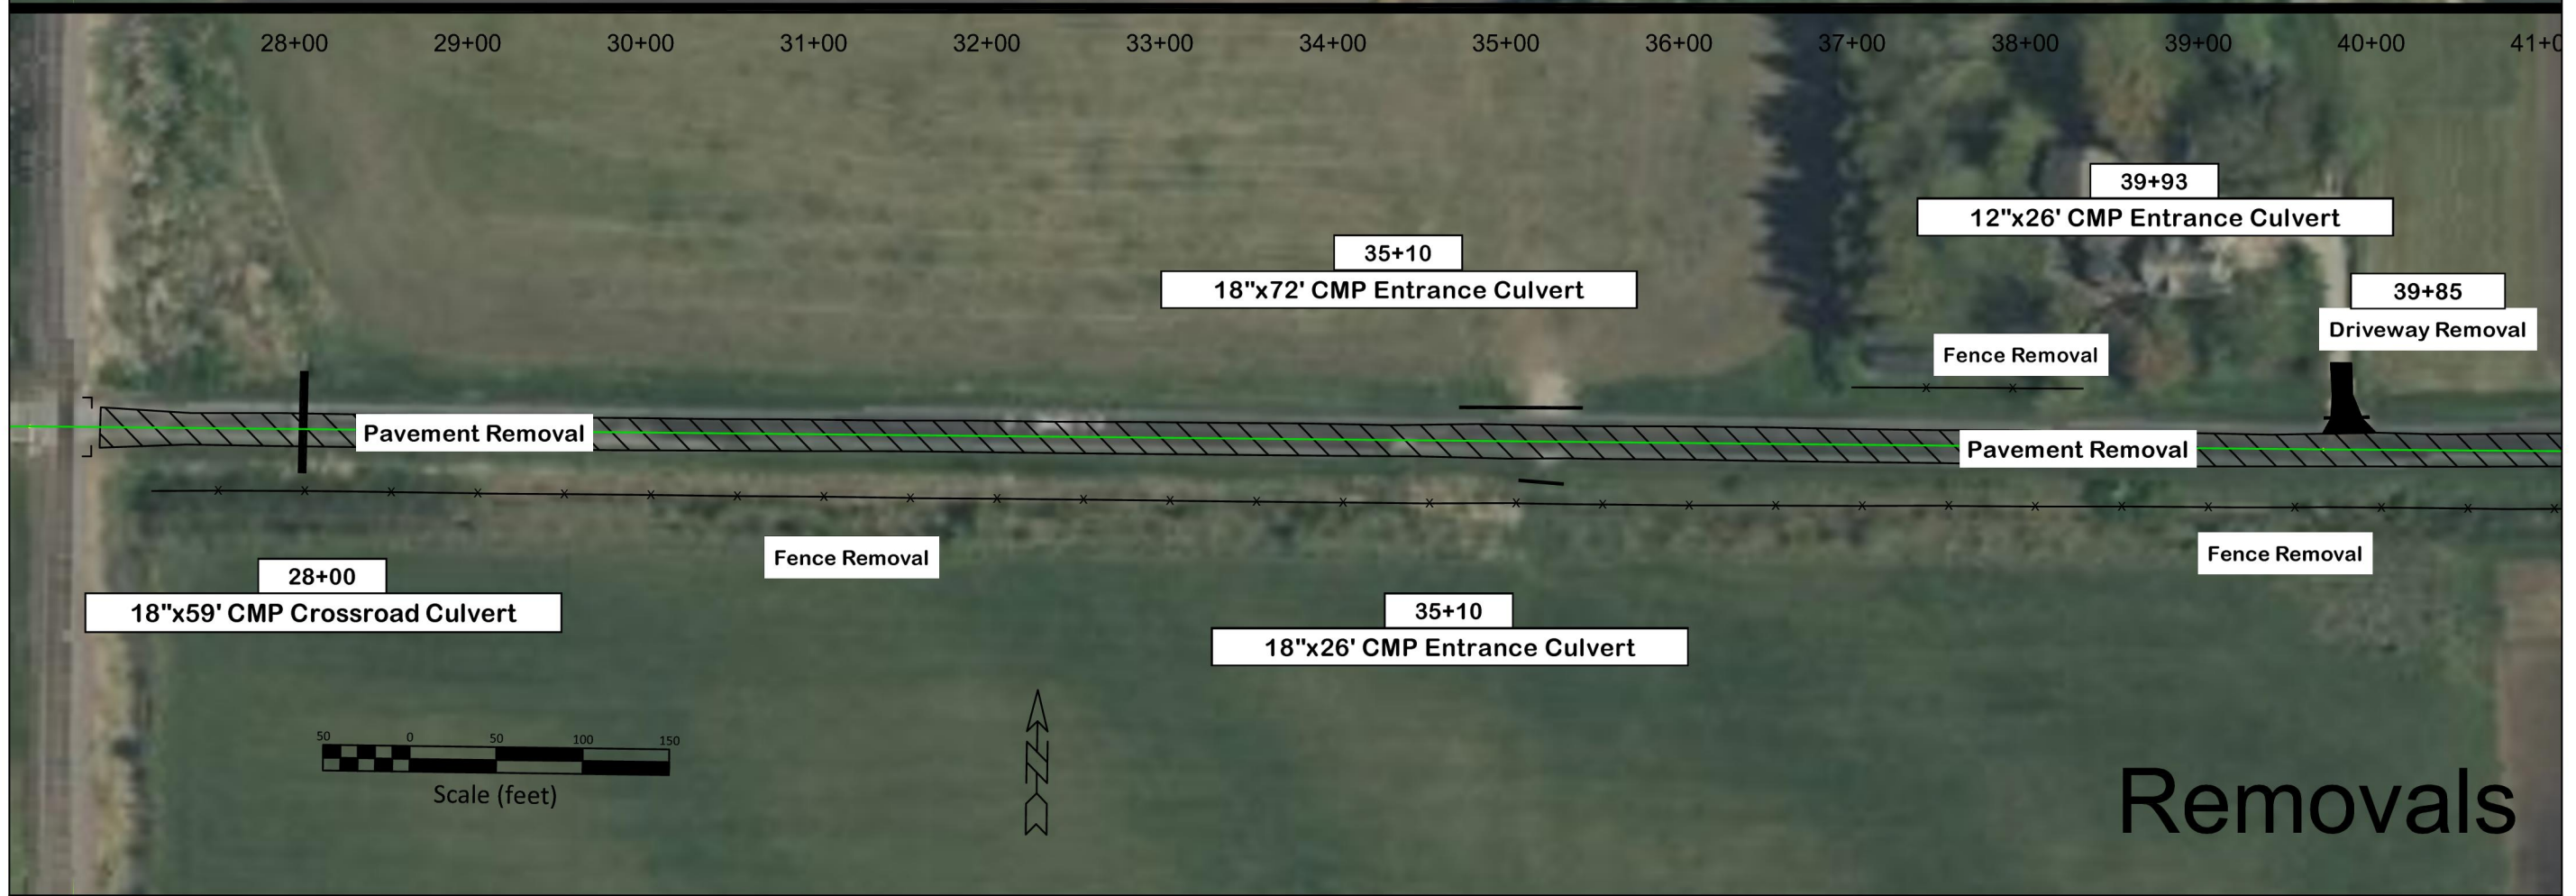 28+00 29+00 30+00 31+00 32+00 33+00 34+00 35+00 36+00 37+00 38+00 39+00 40+00 41+0
39+93
12"x26' CMP Entrance Culvert
35+10
18"x72' CMP Entrance Culvert
39+85
Driveway Removal
Fence Removal
Pavement Removal
Pavement Removal
Fence Removal
Fence Removal
28+00
18"x59' CMP Crossroad Culvert
35+10
18"x26' CMP Entrance Culvert
50 0 50 100 150
Scale (feet)
N
Removals